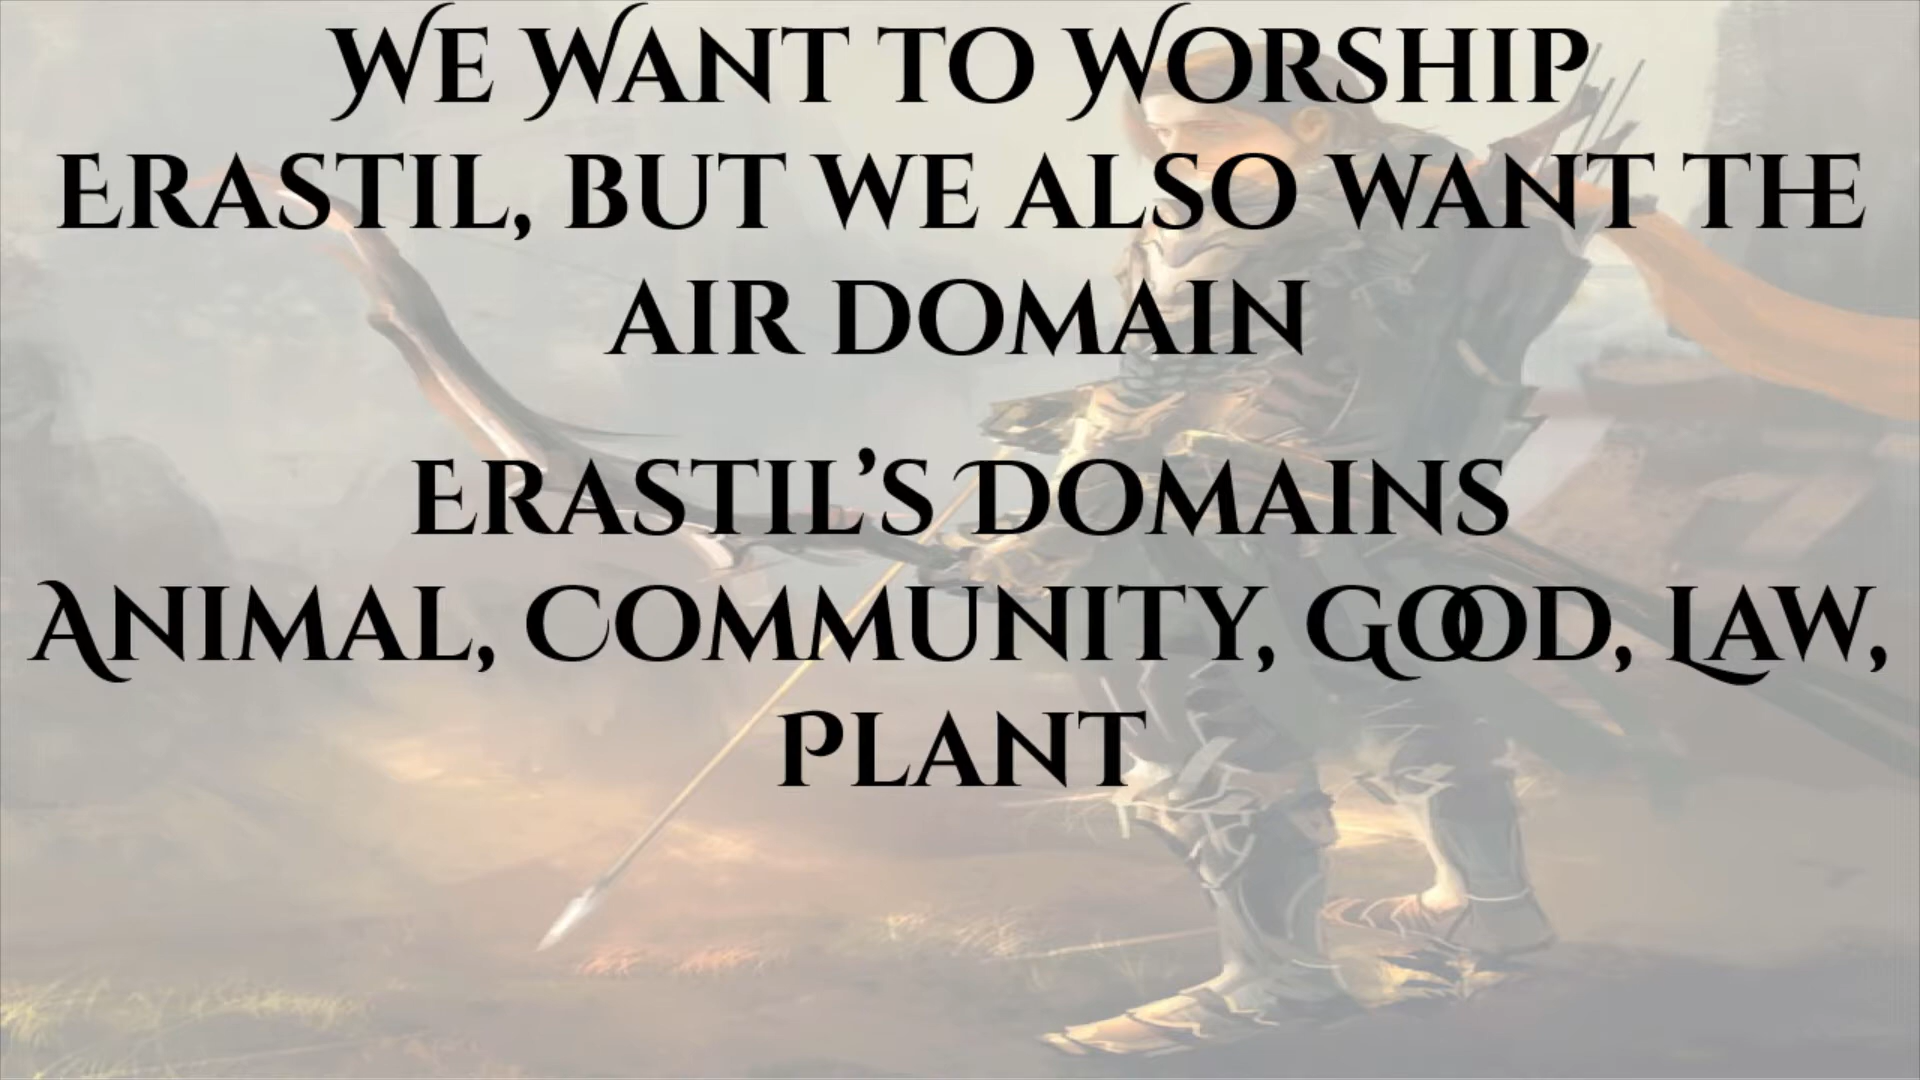 We Want to Worship
Erastil, but we also want the
air domain
Erastil’s Domains
Animal, Community, Good, Law,
Plant